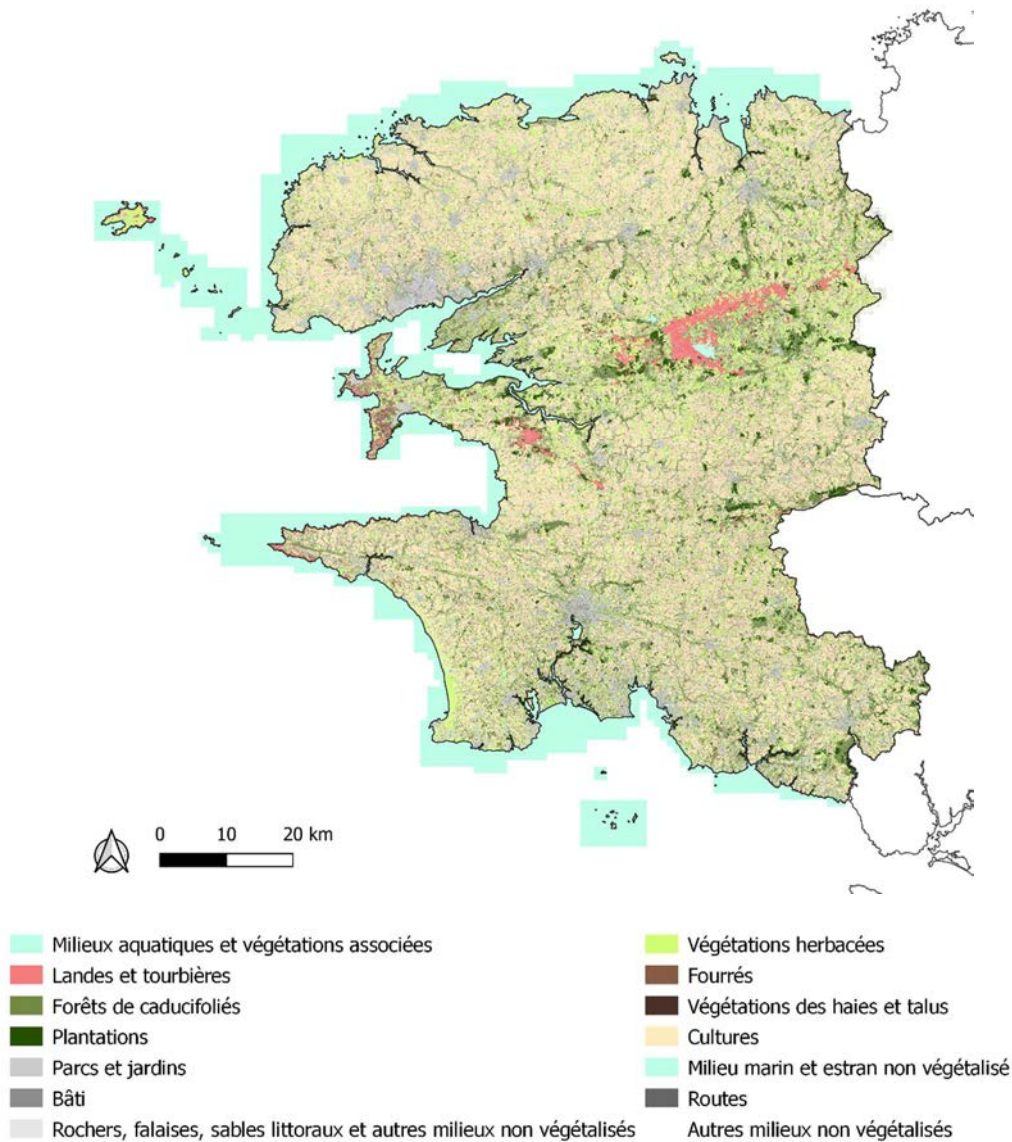 0 10 20 km
Milieux aquatiques et végétations associées
Landes et tourbières
Forêts de caducifoliés
Plantations
Parcs et jardins
Bâti
Rochers, falaises, sables littoraux et autres milieux non végétalisés
Végétations herbacées
Fourrés
Végétations des haies et talus
Cultures
Milieu marin et estran non végétalisé
Routes
Autres milieux non végétalisés